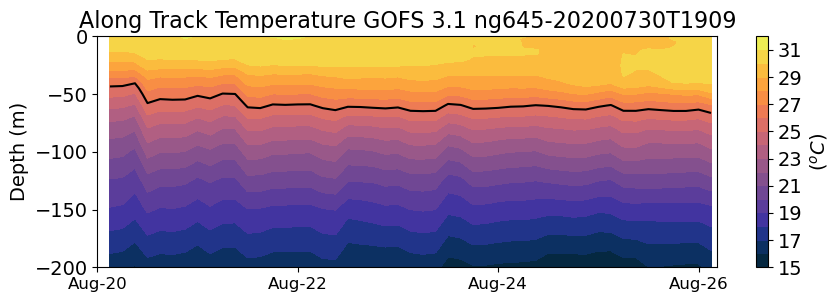 Along Track Temperature GOFS 3.1 ng645-20200730T1909
Depth (m)
0
−50
−100
−150
−200
Aug-20
Aug-22
Aug-24
Aug-26
31
29
27
25
23
21
19
17
15
(°C)